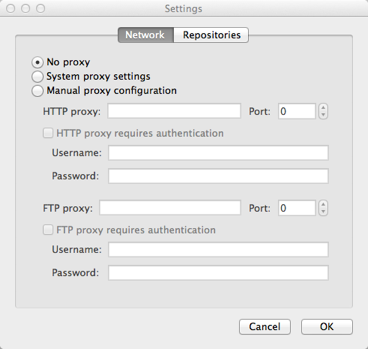 Settings
Network Repositories
No proxy
System proxy settings
Manual proxy configuration
HTTP proxy: Port: 0
HTTP proxy requires authentication
Username:
Password:
FTP proxy: Port: 0
FTP proxy requires authentication
Username:
Password:
Cancel OK